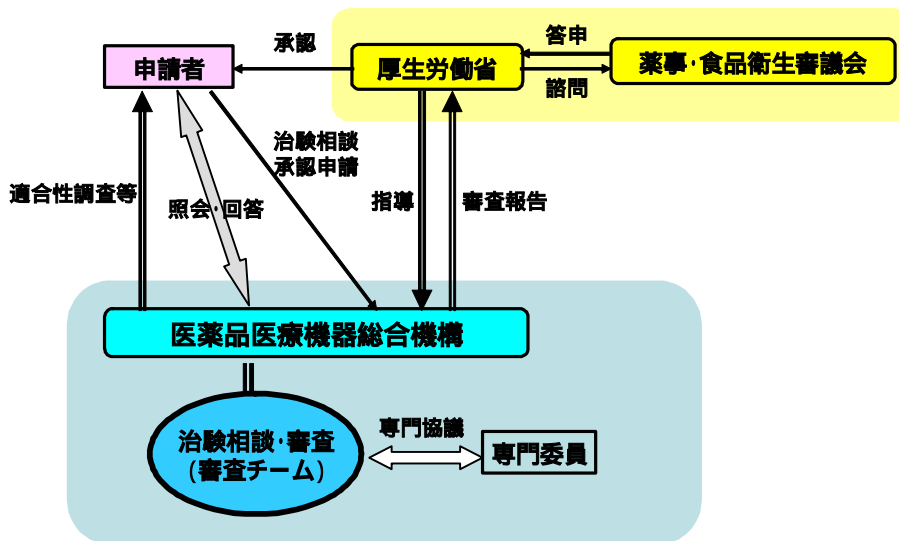 承認
答申
申請者
厚生労働省
薬事・食品衛生審議会
諮問
治験相談
承認申請
適合性調査等
照会・回答
指導
審査報告
医薬品医療機器総合機構
治験相談・審査
(審査チーム)
専門協議
専門委員